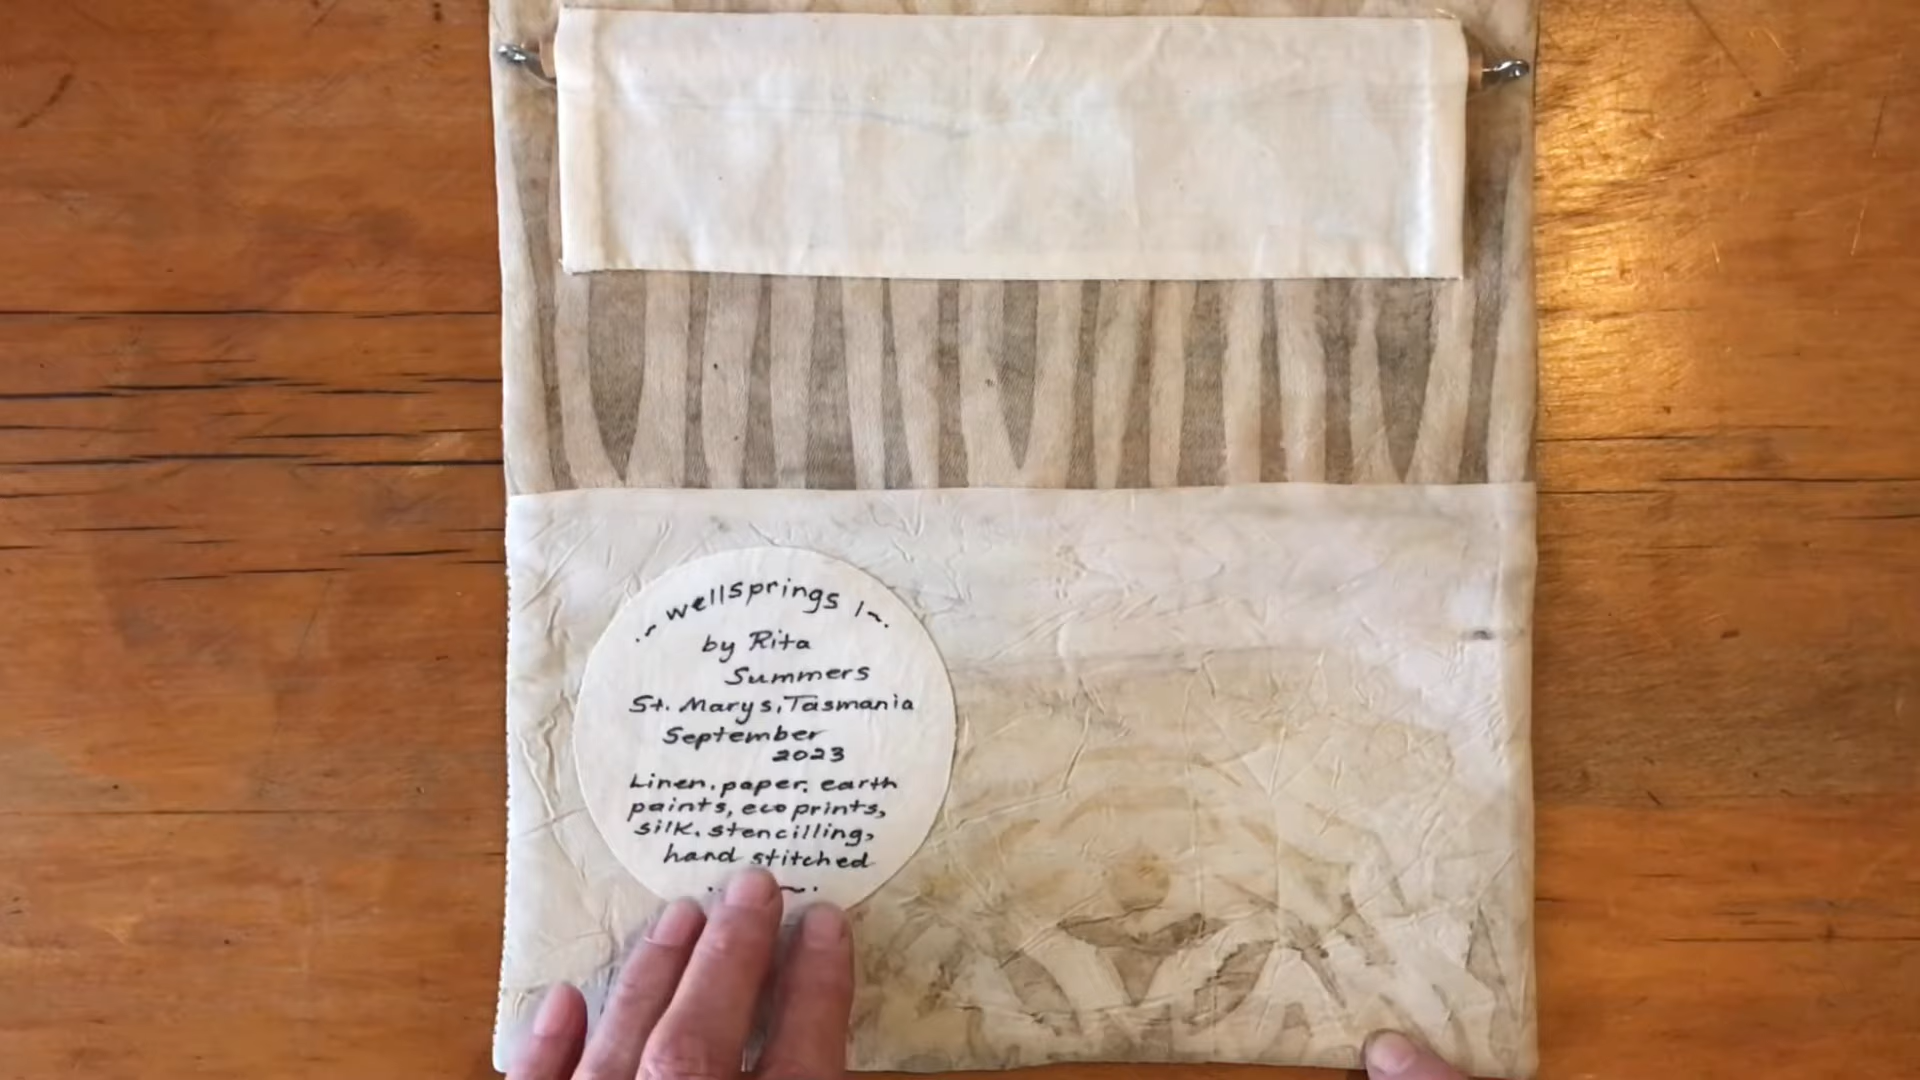 .~ wellsprings 1~.
by Rita
Summers
St. Marys, Tasmania
September
2023
Linen, paper, earth
paints, eco prints,
silk, stencilling,
hand stitched